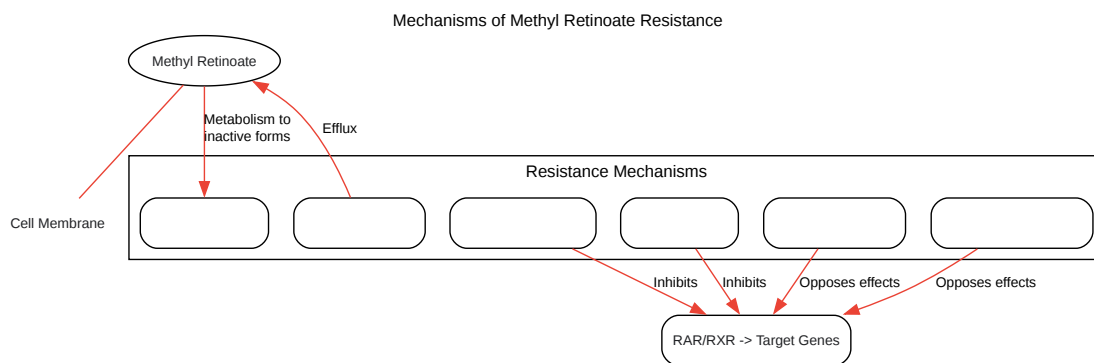 Mechanisms of Methyl Retinoate Resistance
Methyl Retinoate
Metabolism to
inactive forms
Efflux
Resistance Mechanisms
Cell Membrane
Inhibits
Inhibits
Opposes effects
Opposes effects
RAR/RXR -> Target Genes